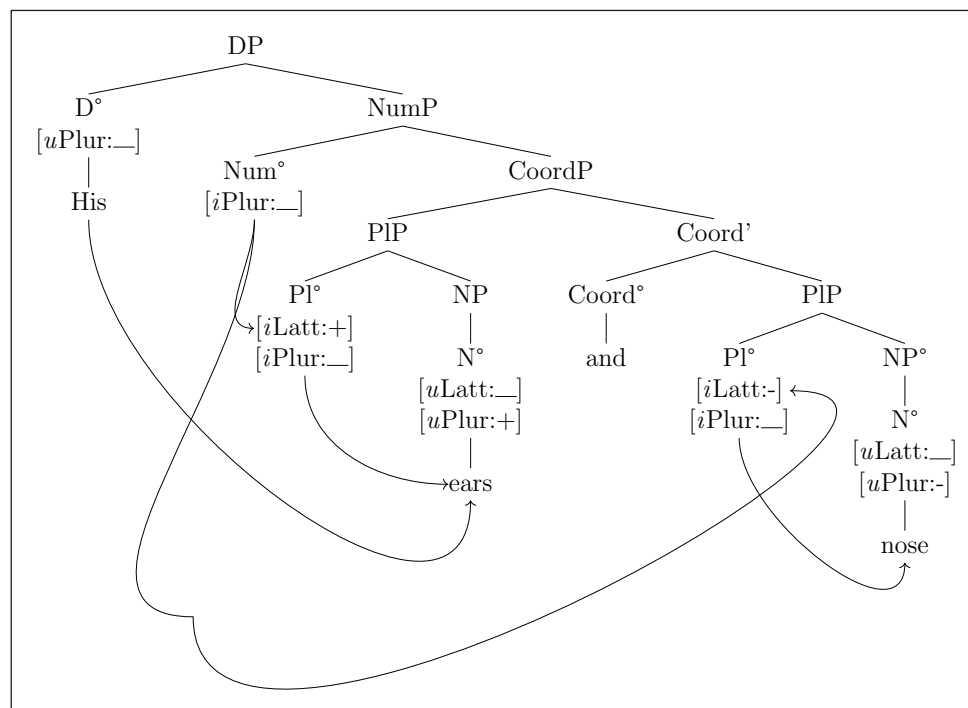 DP
D° NumP
[uPlur:__] Num° CoordP
His [iPlur:__]
PlP Coord'
Pl° NP Coord° PlP
[iLatt:+]
[iPlur:__] N° and Pl° NP°
[uLatt:__] [iLatt:-]
[uPlur:+] [iPlur:__] N°
[uLatt:__]
ears [uPlur:-]
nose